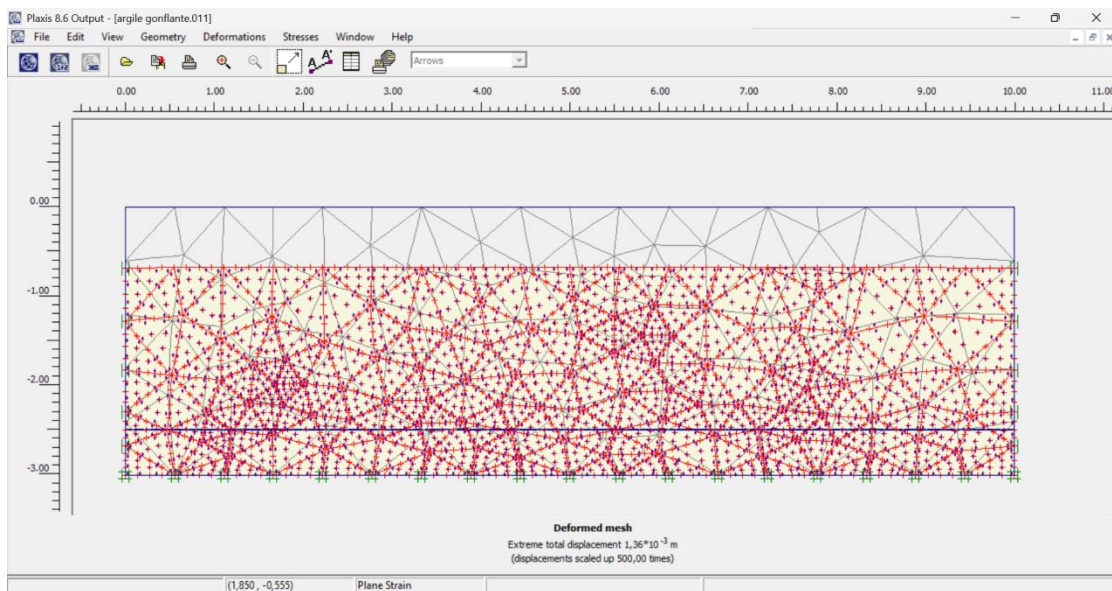 Plaxis 8.6 Output - [argile gonflante.011]
File Edit View Geometry Deformations Stresses Window Help
A A' Arrows
0.00 1.00 2.00 3.00 4.00 5.00 6.00 7.00 8.00 9.00 10.00 11.00
0.00
-1.00
-2.00
-3.00
Deformed mesh
Extreme total displacement 1,36*10-3 m
(displacements scaled up 500,00 times)
(1,850 , -0,555) Plane Strain